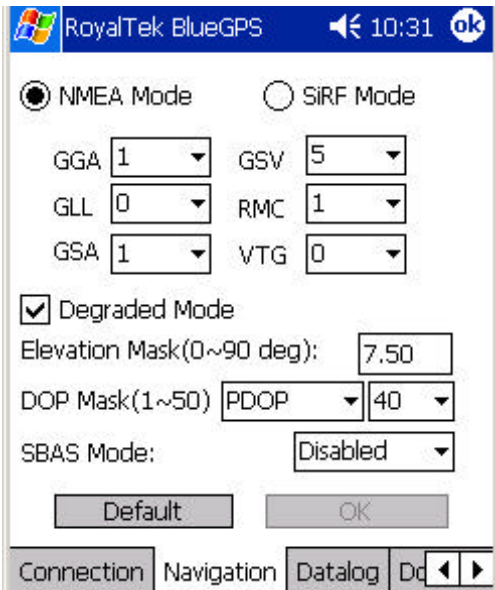 RoyalTek BlueGPS 10:31 ok
NMEA Mode SiRF Mode
GGA 1 GSV 5
GLL 0 RMC 1
GSA 1 VTG 0
Degraded Mode
Elevation Mask(0~90 deg): 7.50
DOP Mask(1~50) PDOP 40
SBAS Mode: Disabled
Default OK
Connection Navigation Datalog